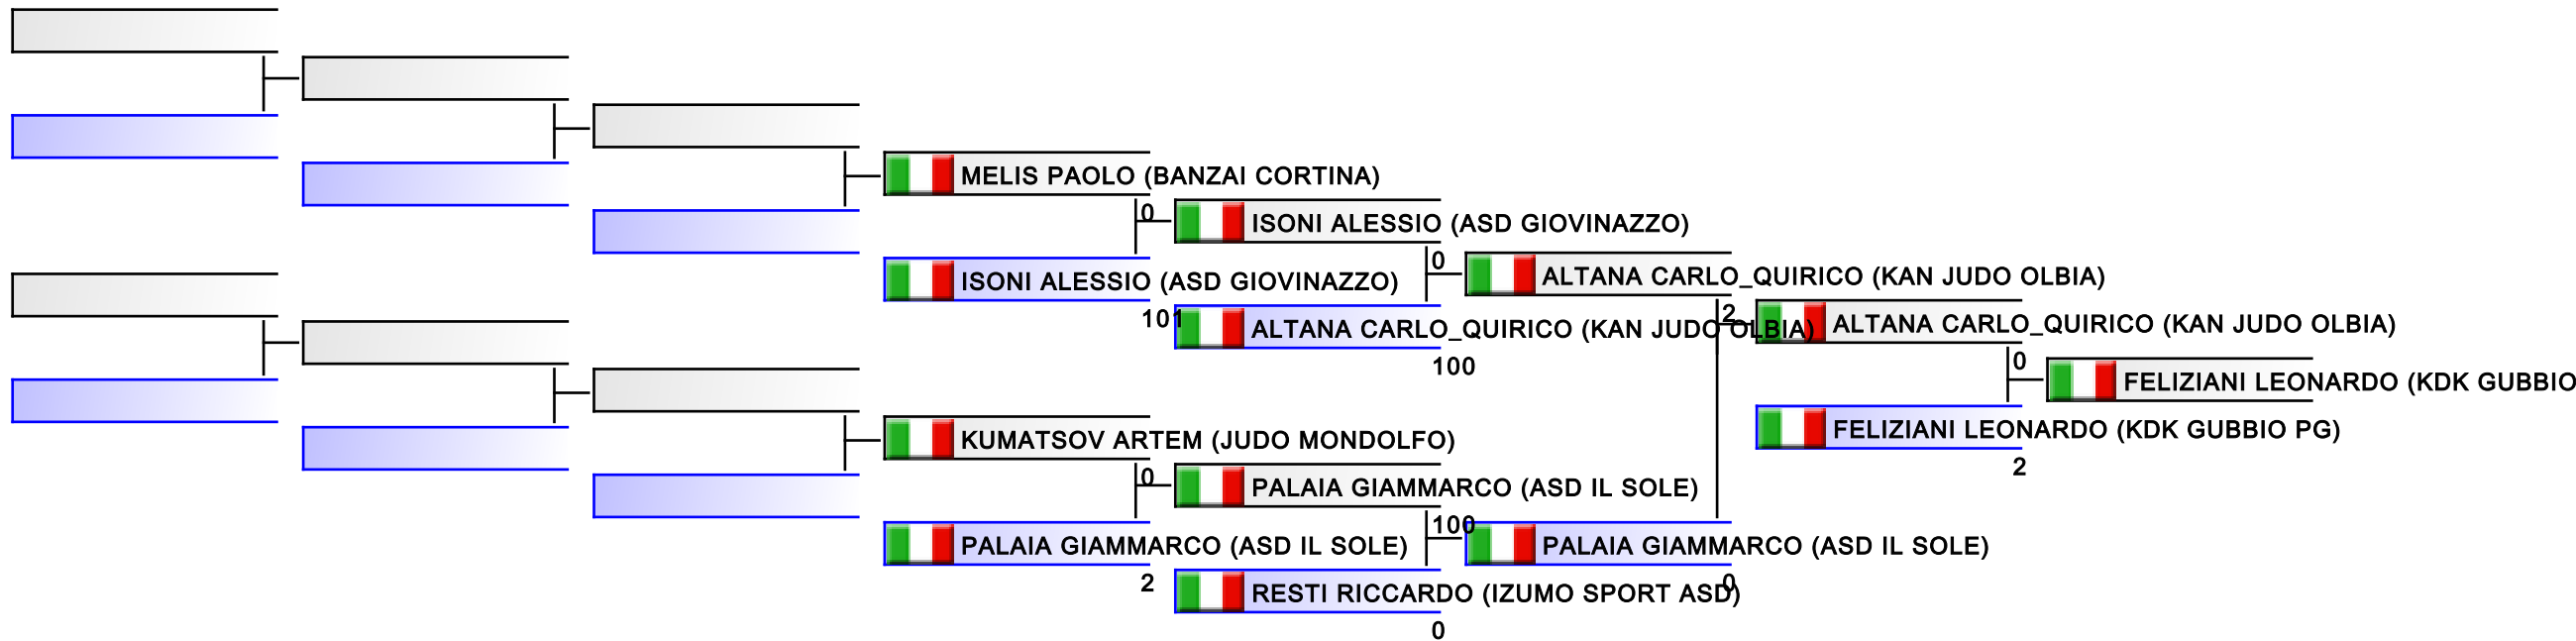 MELIS PAOLO (BANZAI CORTINA)
0
ISONI ALESSIO (ASD GIOVINAZZO)
101
ISONI ALESSIO (ASD GIOVINAZZO)
0
ALTANA CARLO_QUIRICO (KAN JUDO OLBIA)
100
KUMATSOV ARTEM (JUDO MONDOLFO)
0
PALAIA GIAMMARCO (ASD IL SOLE)
2
PALAIA GIAMMARCO (ASD IL SOLE)
100
RESTI RICCARDO (IZUMO SPORT ASD)
0
ALTANA CARLO_QUIRICO (KAN JUDO OLBIA)
2
PALAIA GIAMMARCO (ASD IL SOLE)
0
ALTANA CARLO_QUIRICO (KAN JUDO OLBIA)
0
FELIZIANI LEONARDO (KDK GUBBIO PG)
2
FELIZIANI LEONARDO (KDK GUBBIO